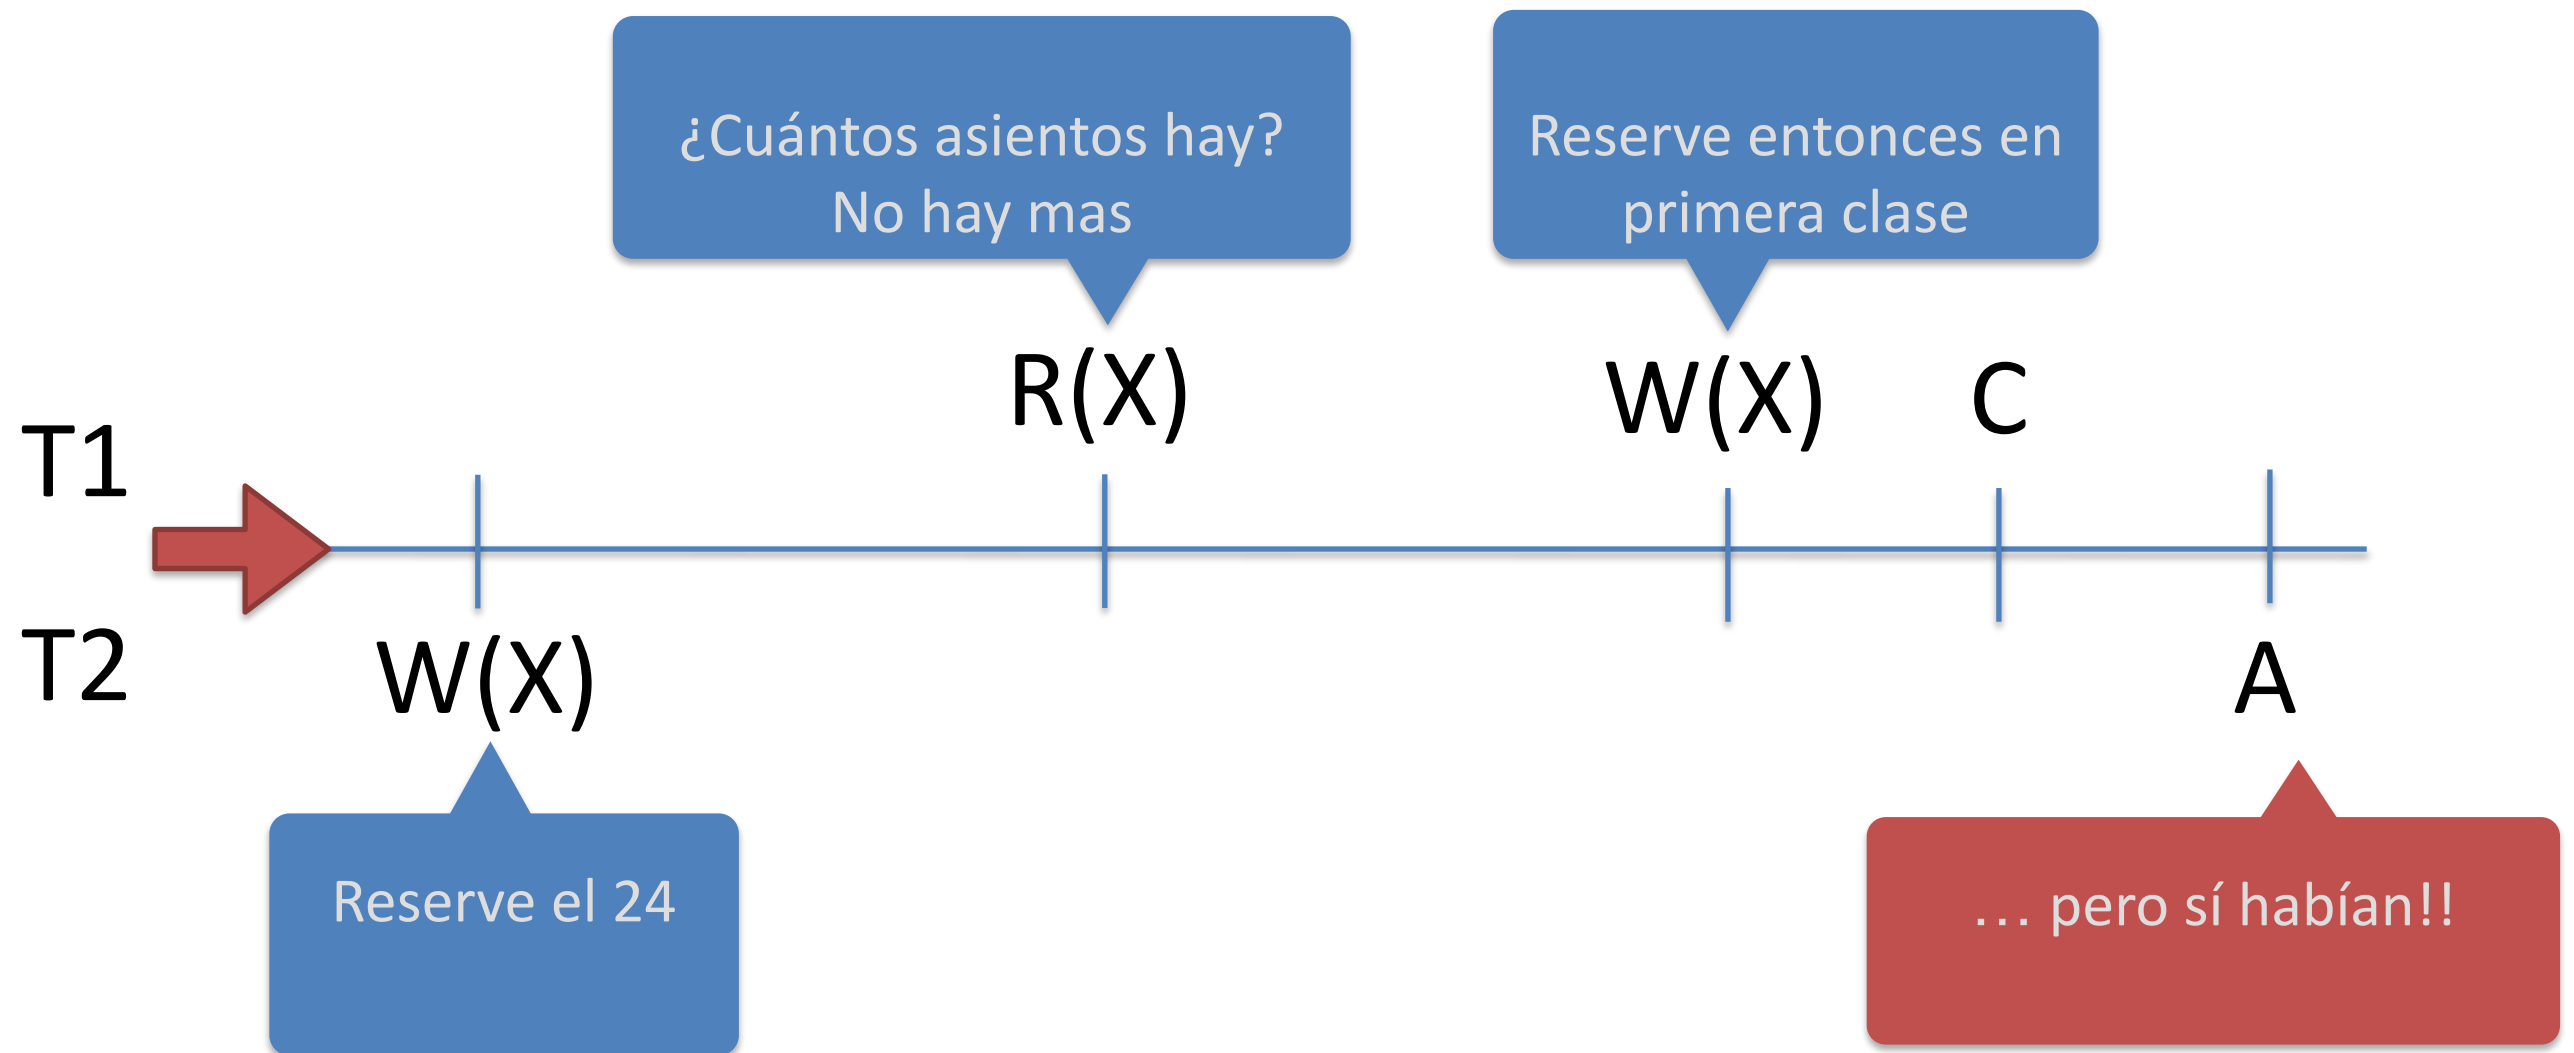 ¿Cuántos asientos hay?
No hay mas
Reserve entonces en
primera clase
R(X)
W(X)
C
T1
T2
W(X)
A
Reserve el 24
... pero sí habían!!